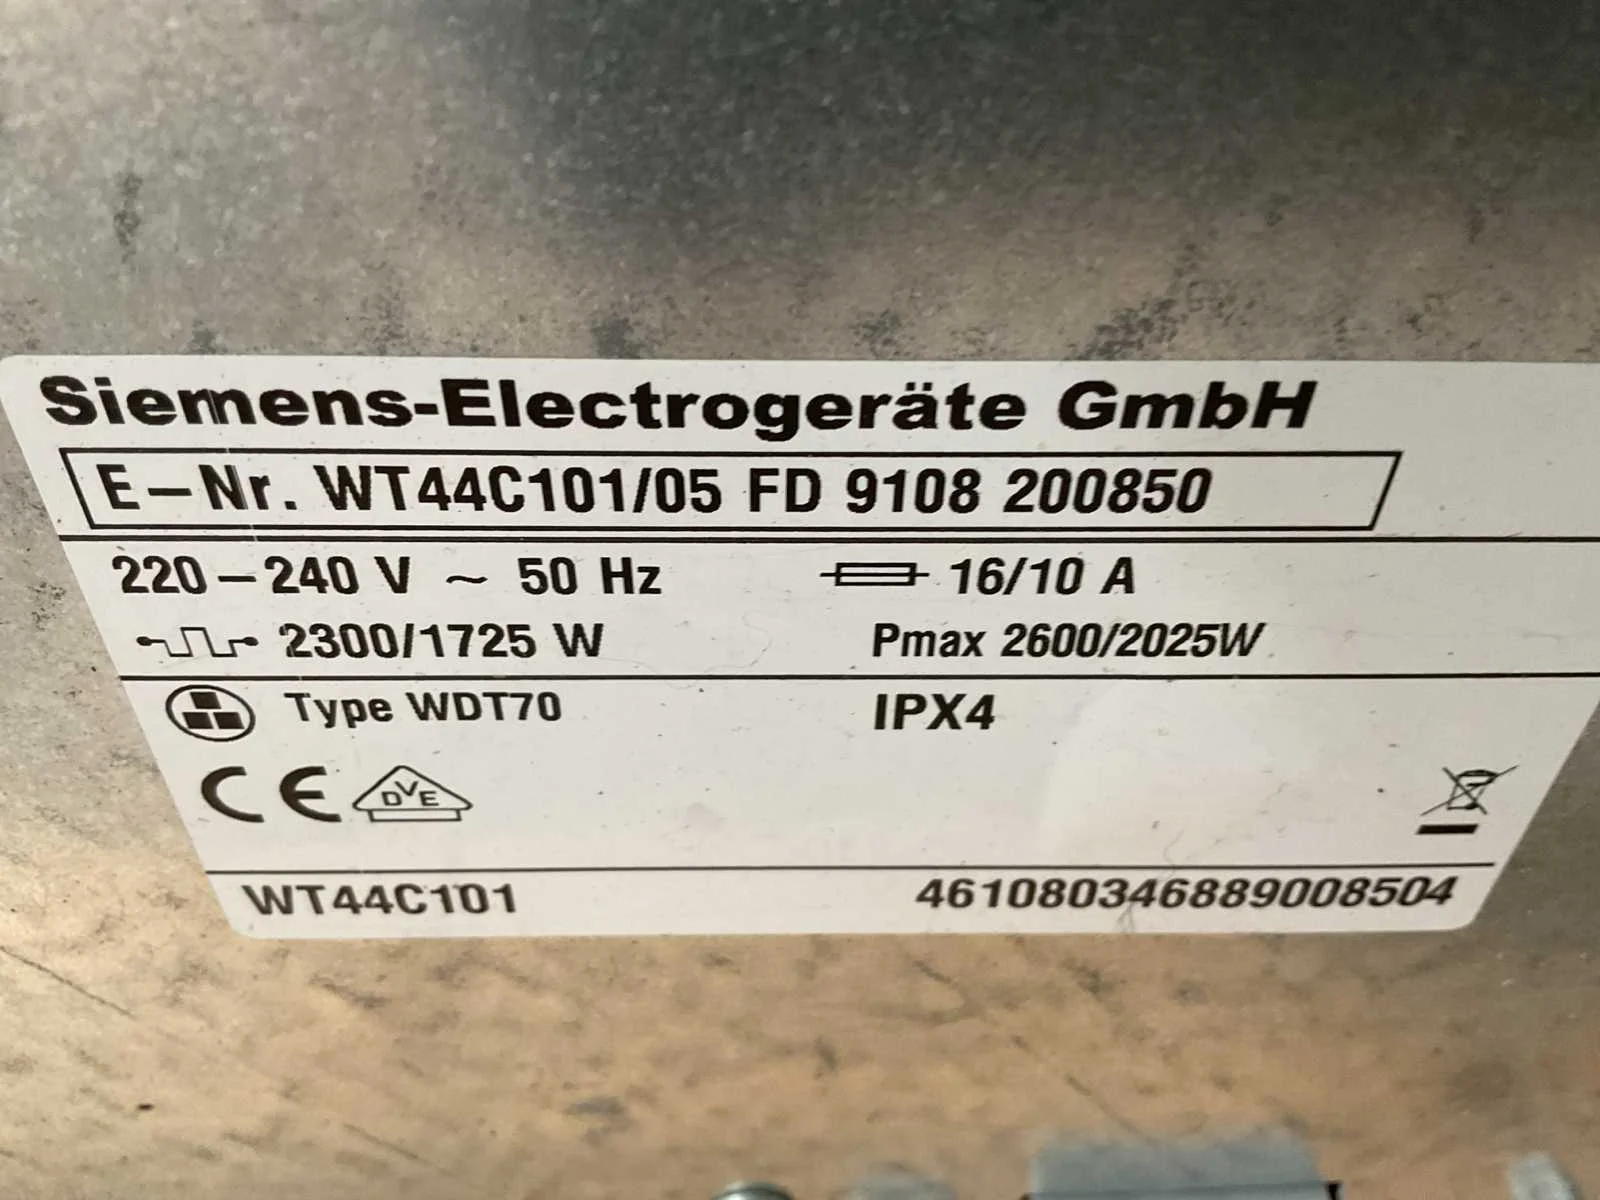 Siemens-Electrogeräte GmbH
E-Nr. WT44C101/05 FD 9108 200850
220-240 V ~ 50 Hz 16/10 A
2300/1725 W Pmax 2600/2025W
Type WDT70 IPX4
CE DVE
WT44C101 461080346889008504